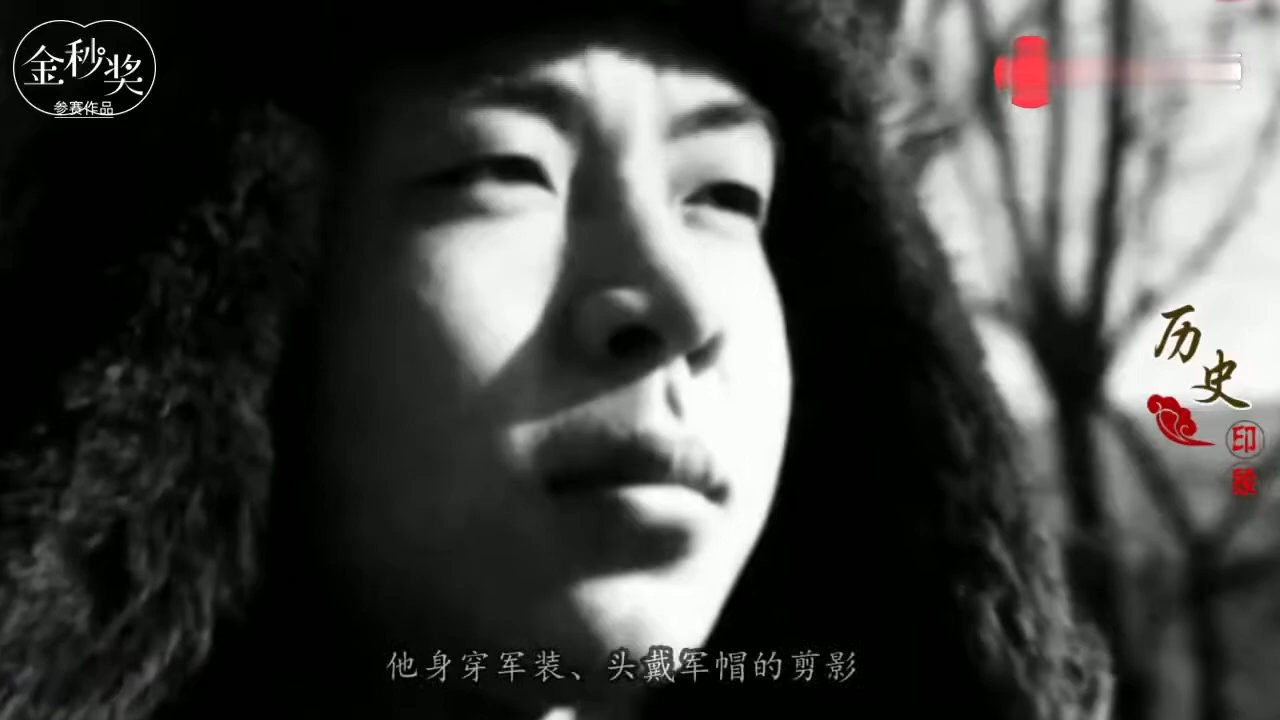 金秒奖
参赛作品
历史
印
他身穿军装、头戴军帽的剪影